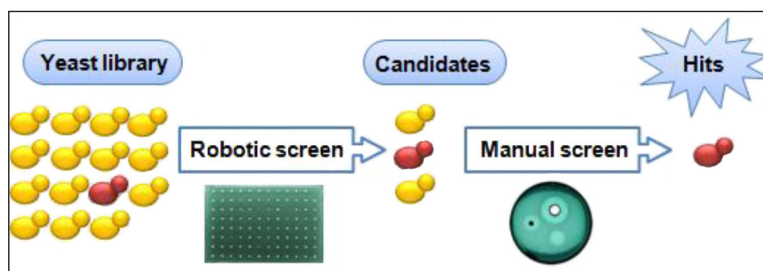 Yeast library
Candidates
Hits
Robotic screen
Manual screen